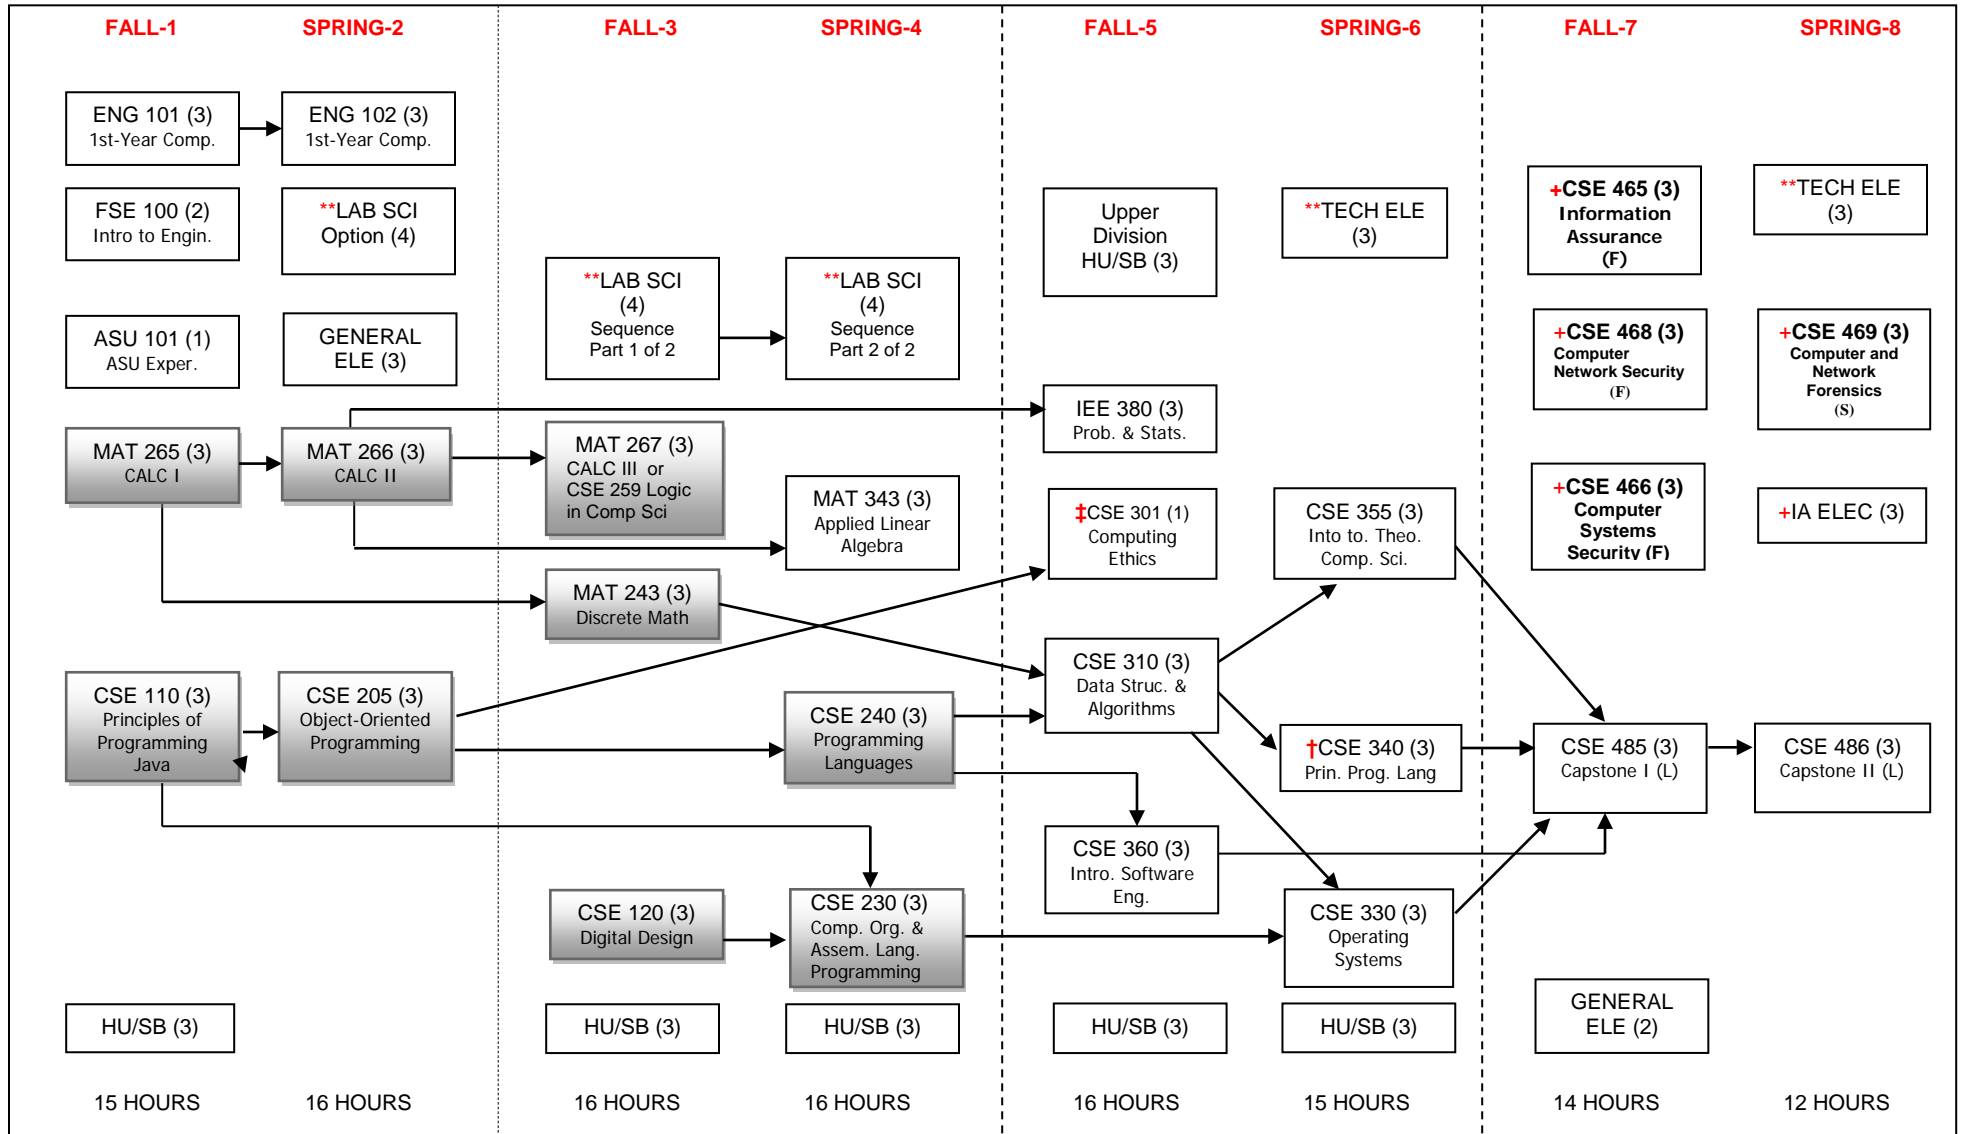 FALL-1
SPRING-2
FALL-3
SPRING-4
FALL-5
SPRING-6
FALL-7
SPRING-8
ENG 101 (3)
1st-Year Comp.
FSE 100 (2)
Intro to Engin.
ASU 101 (1)
ASU Exper.
MAT 265 (3)
CALC I
CSE 110 (3)
Principles of
Programming
Java
HU/SB (3)
15 HOURS
ENG 102 (3)
1st-Year Comp.
**LAB SCI
Option (4)
GENERAL
ELE (3)
MAT 266 (3)
CALC II
CSE 205 (3)
Object-Oriented
Programming
16 HOURS
**LAB SCI
(4)
Sequence
Part 1 of 2
MAT 267 (3)
CALC III or
CSE 259 Logic
in Comp Sci
MAT 243 (3)
Discrete Math
CSE 120 (3)
Digital Design
HU/SB (3)
16 HOURS
**LAB SCI
(4)
Sequence
Part 2 of 2
MAT 343 (3)
Applied Linear
Algebra
CSE 240 (3)
Programming
Languages
CSE 230 (3)
Comp. Org. &
Assem. Lang.
Programming
HU/SB (3)
16 HOURS
Upper
Division
HU/SB (3)
IEE 380 (3)
Prob. & Stats.
‡CSE 301 (1)
Computing
Ethics
CSE 310 (3)
Data Struc. &
Algorithms
CSE 360 (3)
Intro. Software
Eng.
HU/SB (3)
16 HOURS
**TECH ELE
(3)
CSE 355 (3)
Into to. Theo.
Comp. Sci.
†CSE 340 (3)
Prin. Prog. Lang
CSE 330 (3)
Operating
Systems
HU/SB (3)
15 HOURS
+CSE 465 (3)
Information
Assurance
(F)
+CSE 468 (3)
Computer
Network Security
(F)
+CSE 466 (3)
Computer
Systems
Security (F)
CSE 485 (3)
Capstone I (L)
GENERAL
ELE (2)
14 HOURS
**TECH ELE
(3)
+CSE 469 (3)
Computer and
Network
Forensics
(S)
+IA ELEC (3)
CSE 486 (3)
Capstone II (L)
12 HOURS